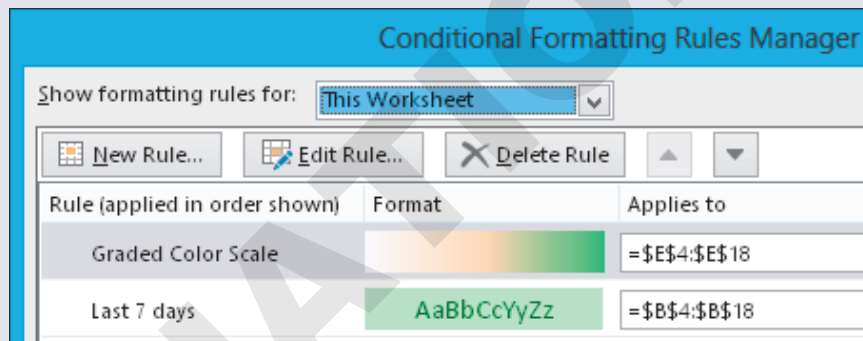 Conditional Formatting Rules Manager
Show formatting rules for: This Worksheet
New Rule... Edit Rule... Delete Rule
Rule (applied in order shown) Format Applies to
Graded Color Scale =$E$4:$E$18
Last 7 days AaBbCcYyZz =$B$4:$B$18